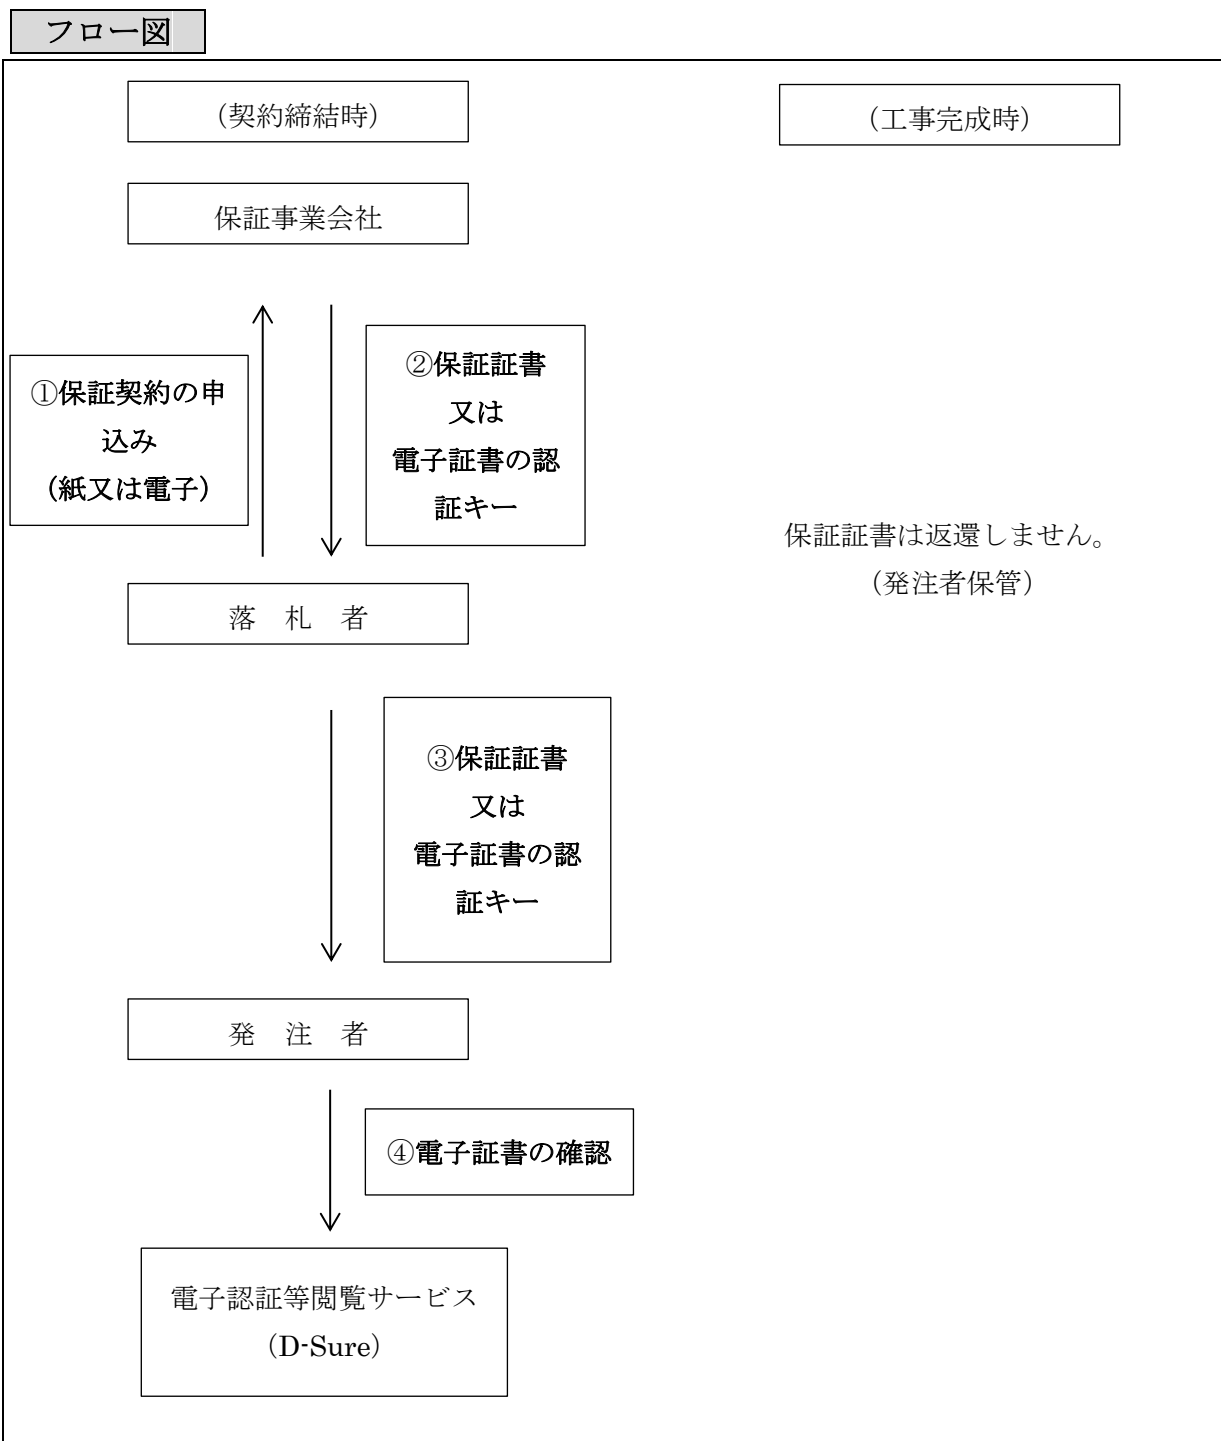 フロー図
（契約締結時）
（工事完成時）
保証事業会社
①保証契約の申
込み
（紙又は電子）
②保証証書
又は
電子証書の認
証キー
保証証書は返還しません。
（発注者保管）
落　札　者
③保証証書
又は
電子証書の認
証キー
発　注　者
④電子証書の確認
電子認証等閲覧サービス
（D-Sure）